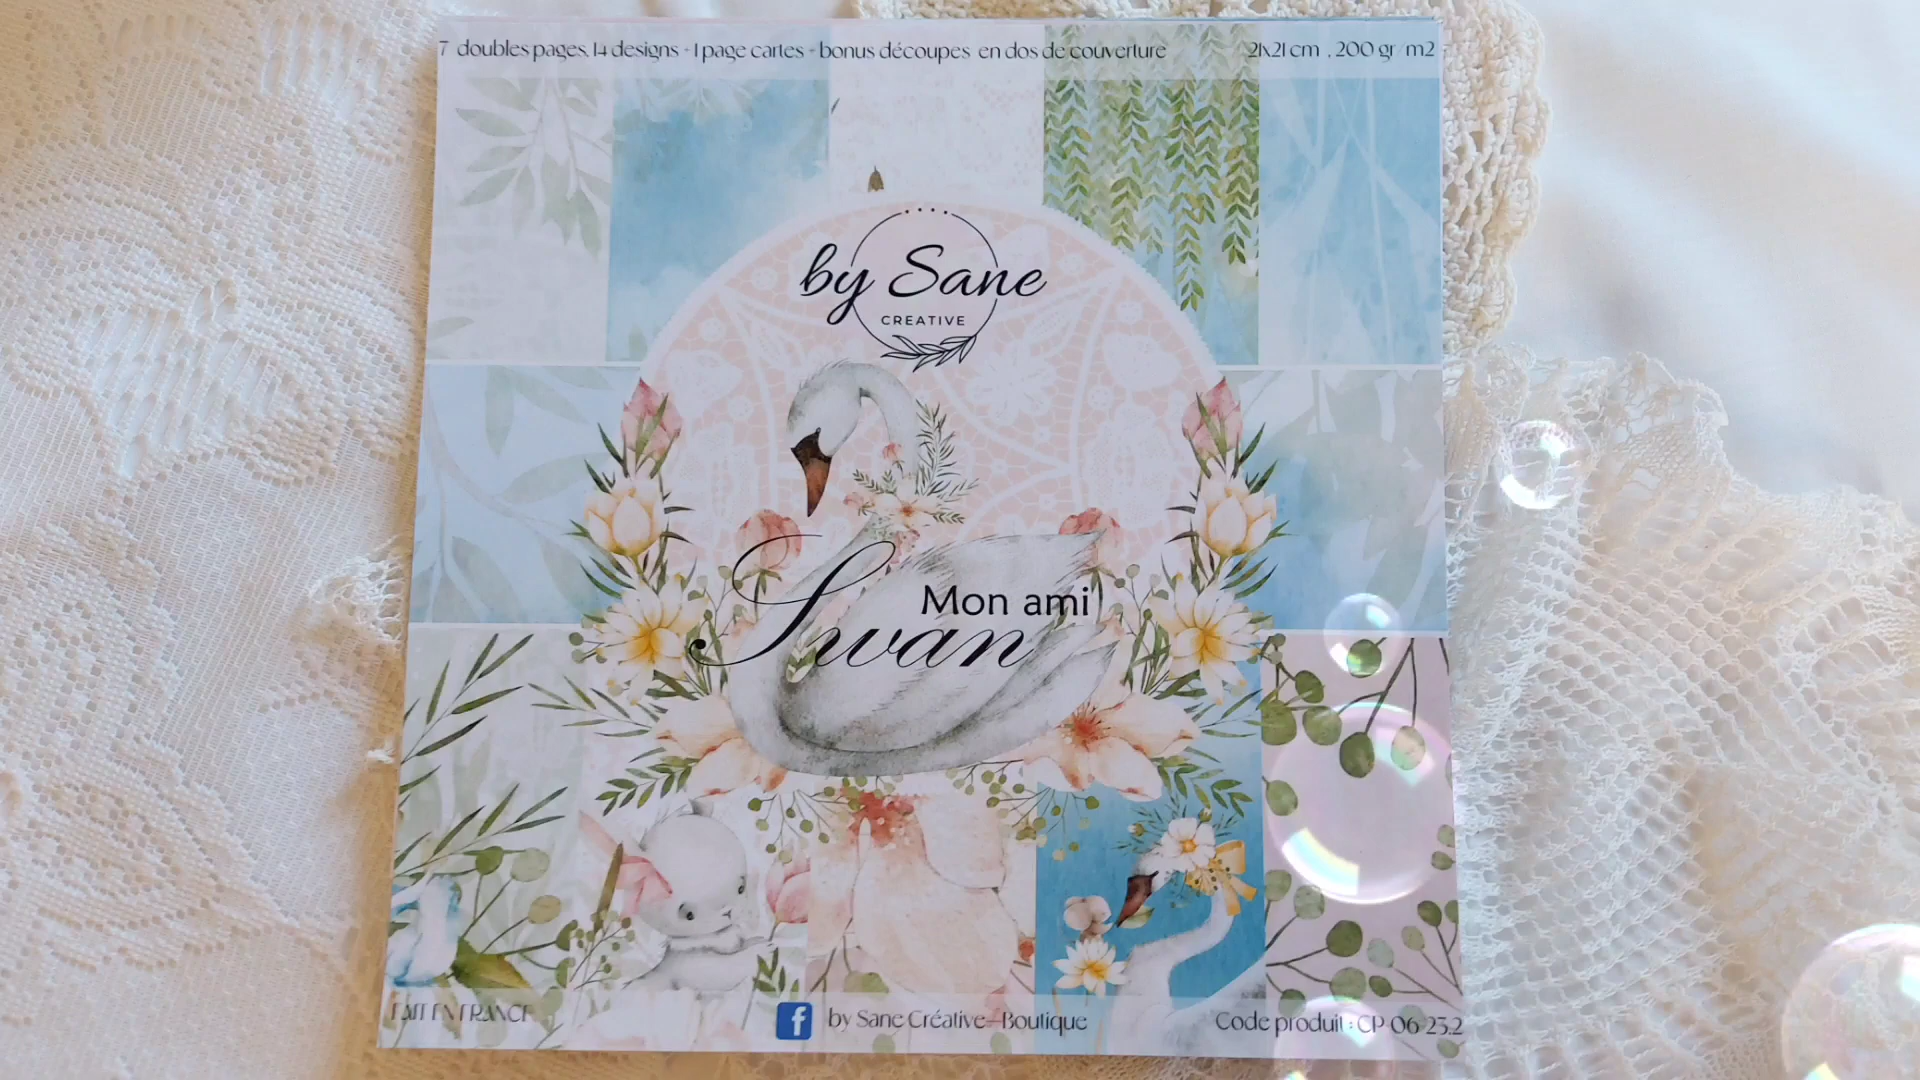 7 doubles pages. 14 designs + 1 page cartes + bonus découpes en dos de couverture 21x21 cm . 200 gr / m2
by Sane
CREATIVE
Mon ami
Swan
FAIT EN FRANCE
f by Sane Créative-Boutique
Code produit : CP-06-23.2